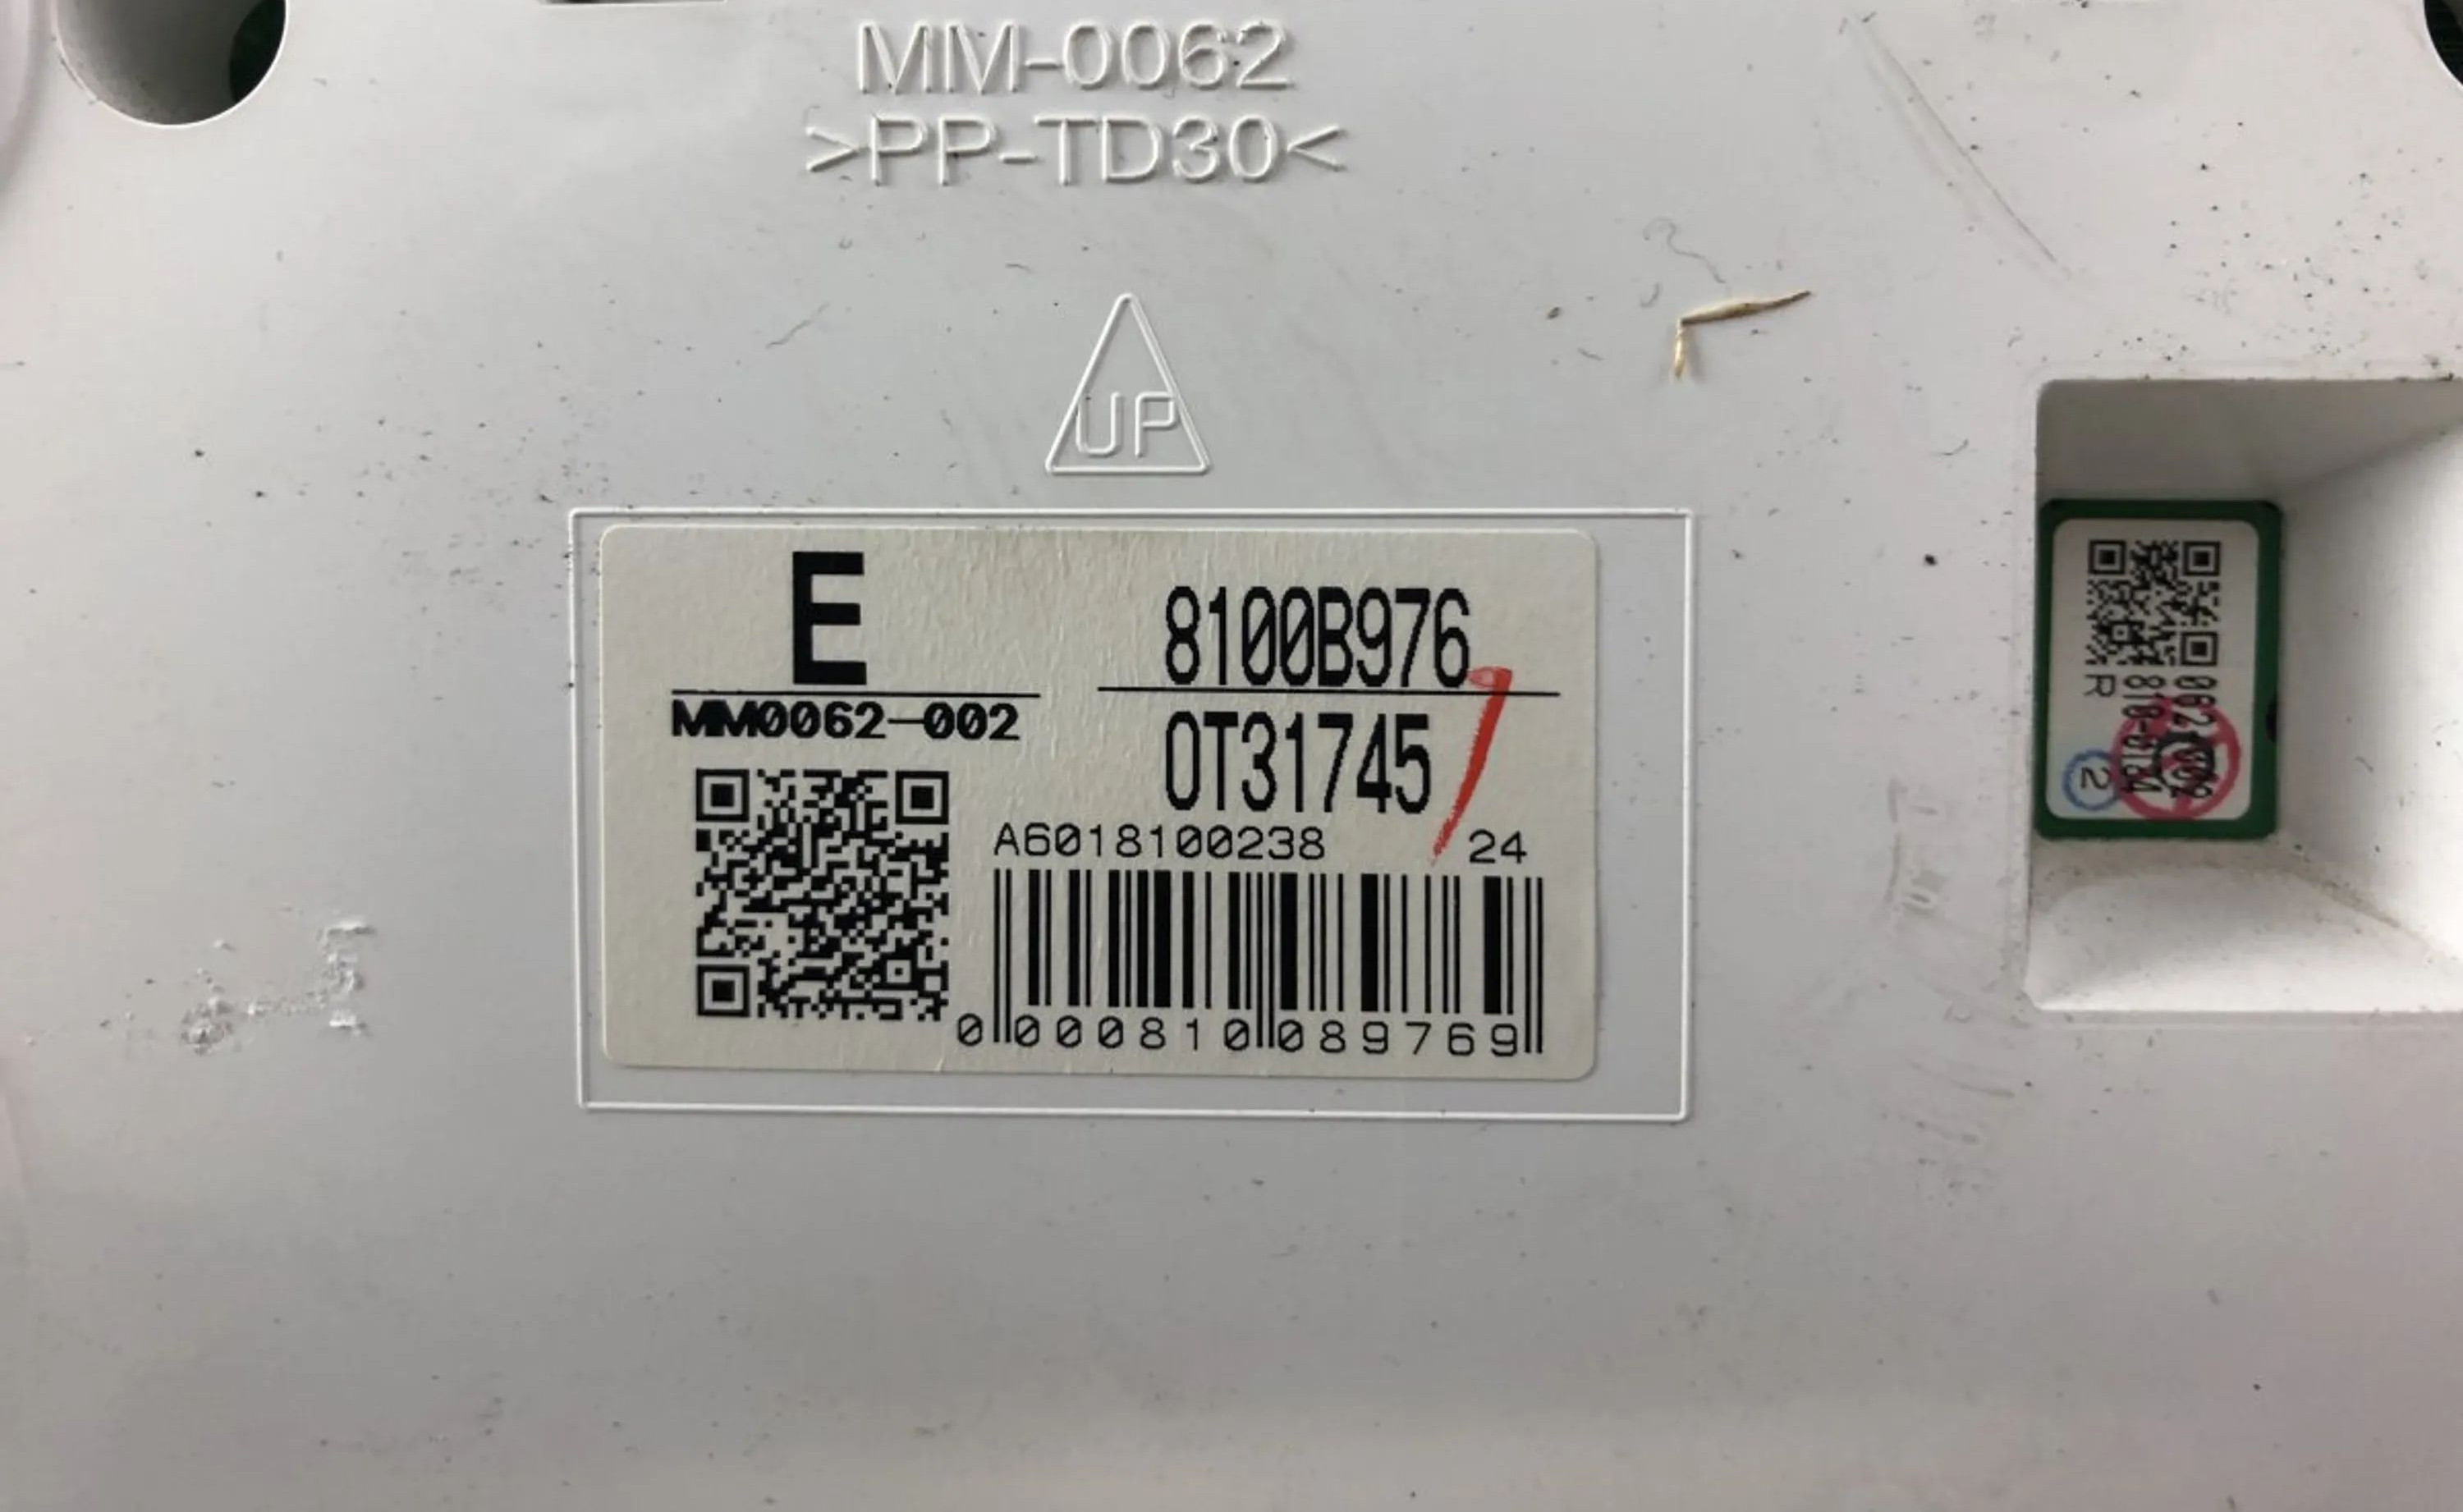 MM-0062
>PP-TD30<
UP
E
8100B976
MM0062-002
0T31745
A6018100238
24
0 000810 089769
R
2